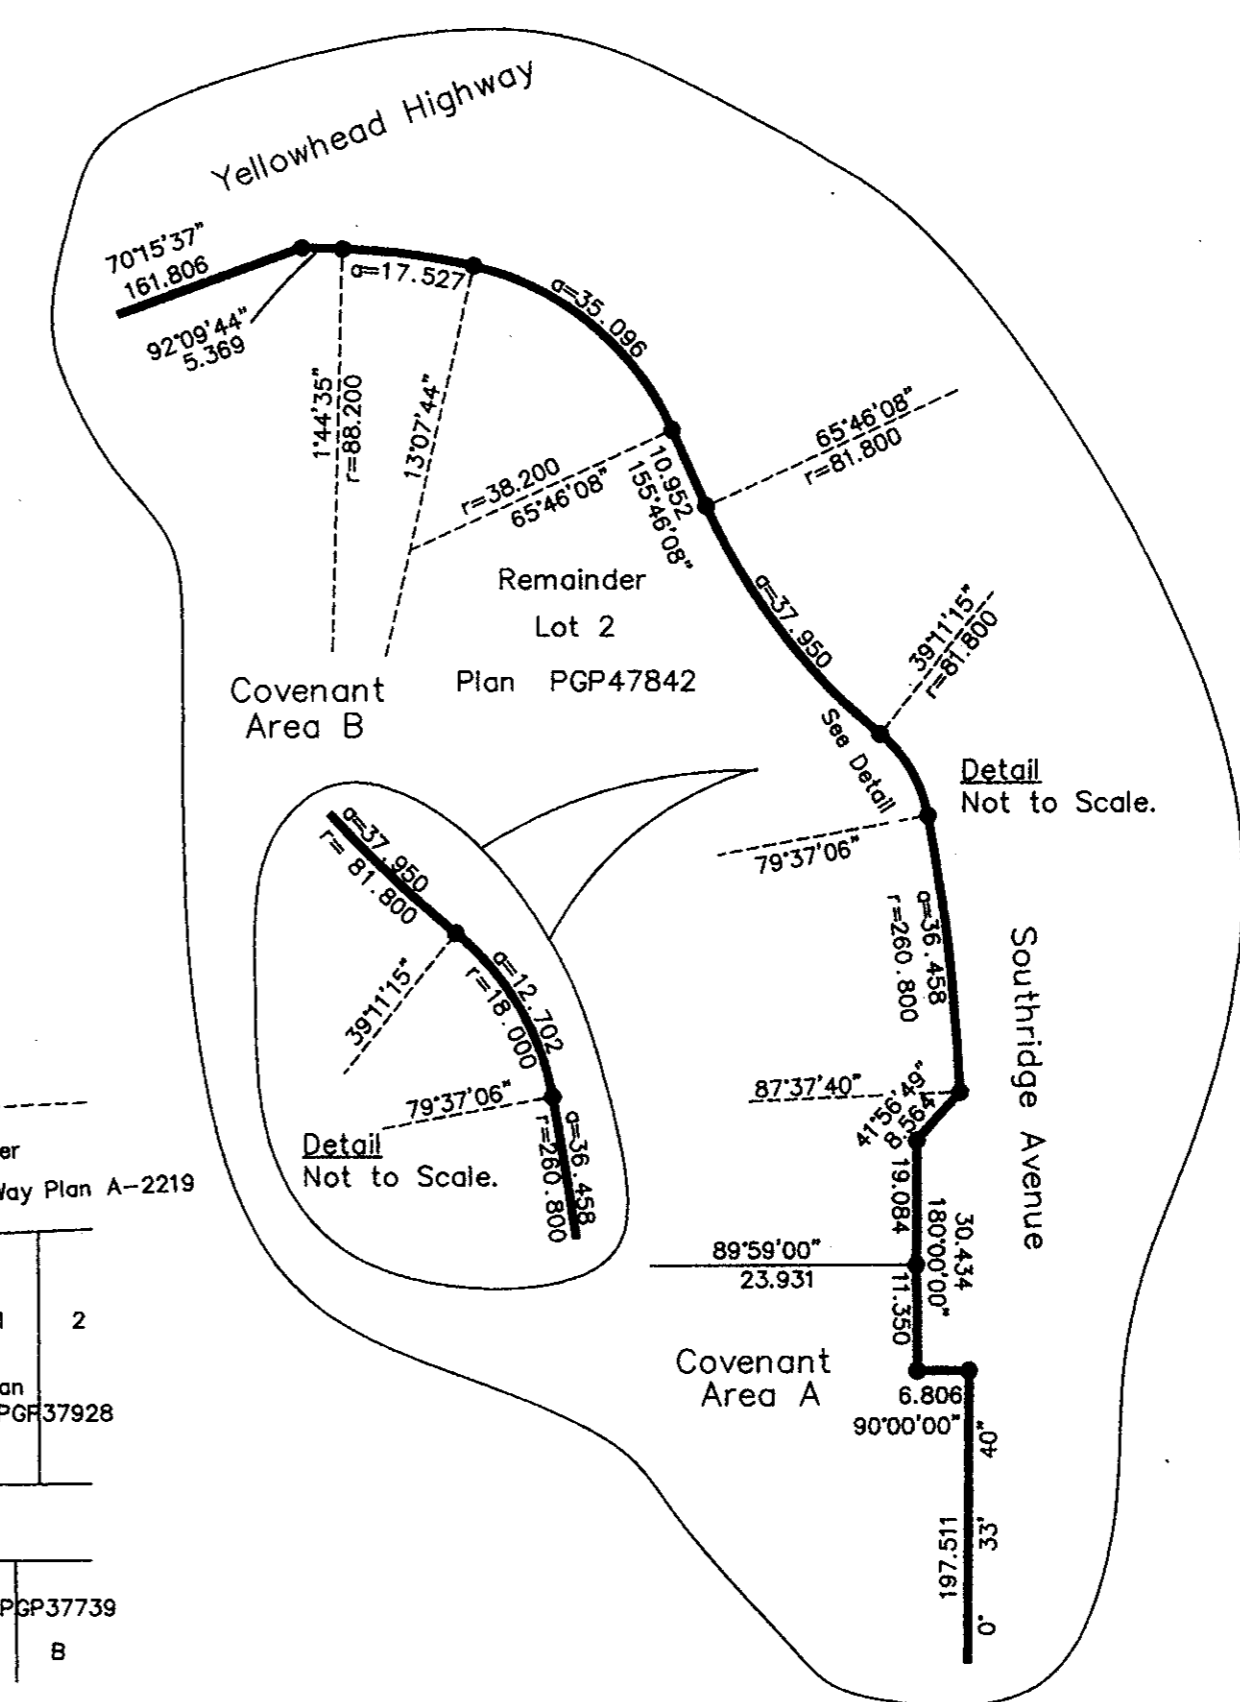 Yellowhead Highway
70°15'37"
161.806
92°09'44"
5.369
a=17.527
a=35.096
1°44'35"
r=88.200
13°07'44"
r=38.200
65°46'08"
10.952
155°46'08"
65°46'08"
r=81.800
Remainder
Lot 2
Plan PGP47842
Covenant
Area B
a=37.950
39°11'15"
r=81.800
See Detail
Detail
Not to Scale.
79°37'06"
a=36.458
r=260.800
Southridge Avenue
a=37.950
r= 81.800
39°11'15"
a=12.702
r=18.000
79°37'06"
a=36.458
r=260.800
Detail
Not to Scale.
87°37'40"
41°56'49"
8.564
19.084
30.434
180°00'00"
89°59'00"
23.931
11.350
Covenant
Area A
6.806
90°00'00"
197.511
0° 33' 40"
er
Way Plan A-2219
2
an
PGP37928
PGP37739
B